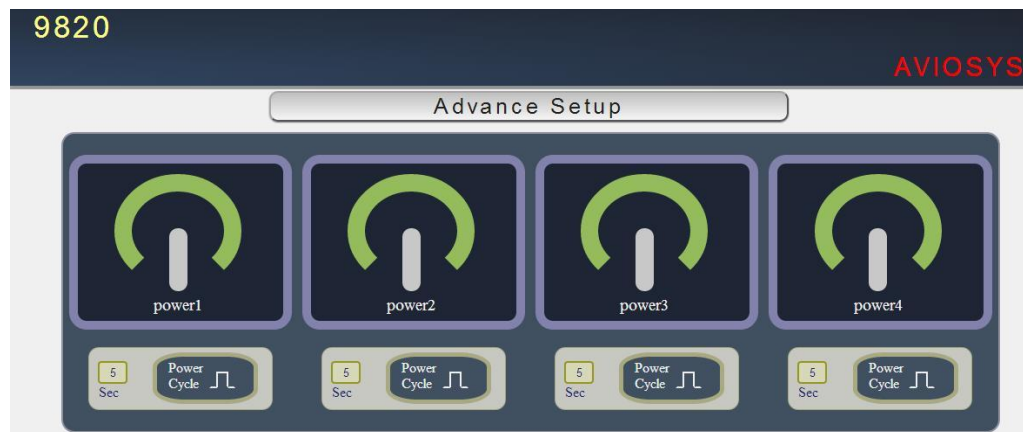 9820
AVIOSYS
Advance Setup
power1
power2
power3
power4
5
Sec
Power
Cycle
5
Sec
Power
Cycle
5
Sec
Power
Cycle
5
Sec
Power
Cycle